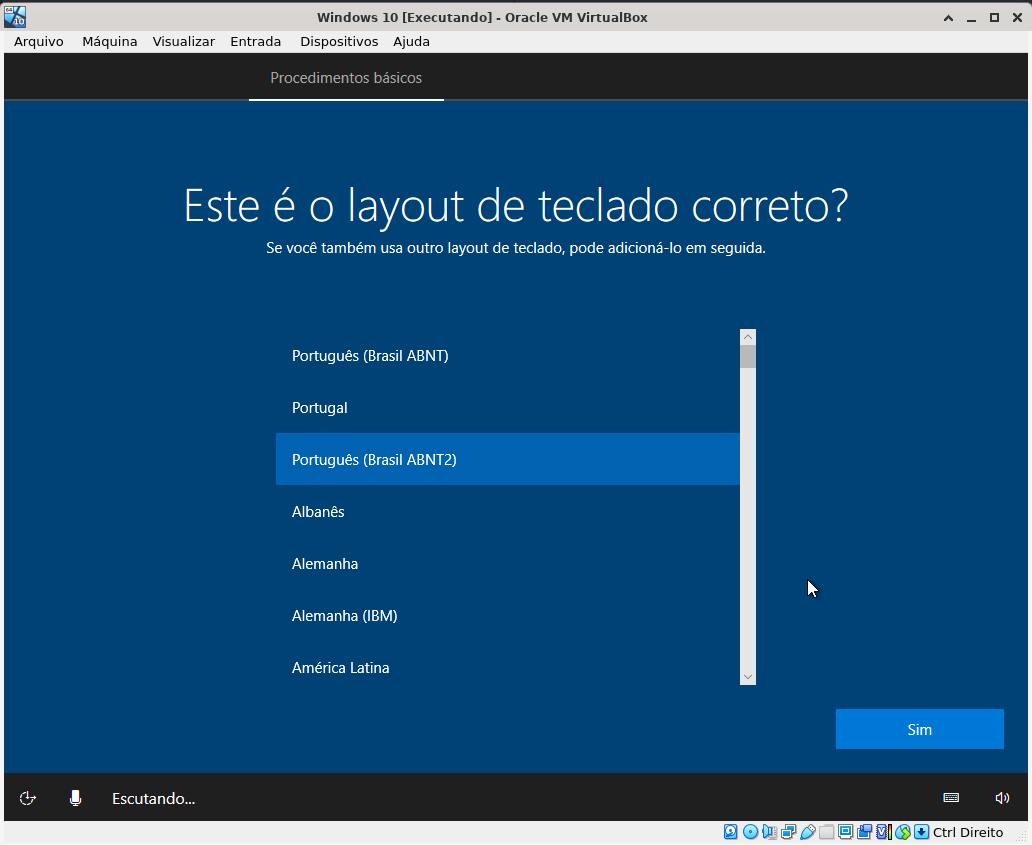 Windows 10 [Executando] - Oracle VM VirtualBox
Arquivo Máquina Visualizar Entrada Dispositivos Ajuda
Procedimentos básicos
Este é o layout de teclado correto?
Se você também usa outro layout de teclado, pode adicioná-lo em seguida.
Português (Brasil ABNT)
Portugal
Português (Brasil ABNT2)
Albanês
Alemanha
Alemanha (IBM)
América Latina
Sim
Escutando...
Ctrl Direito